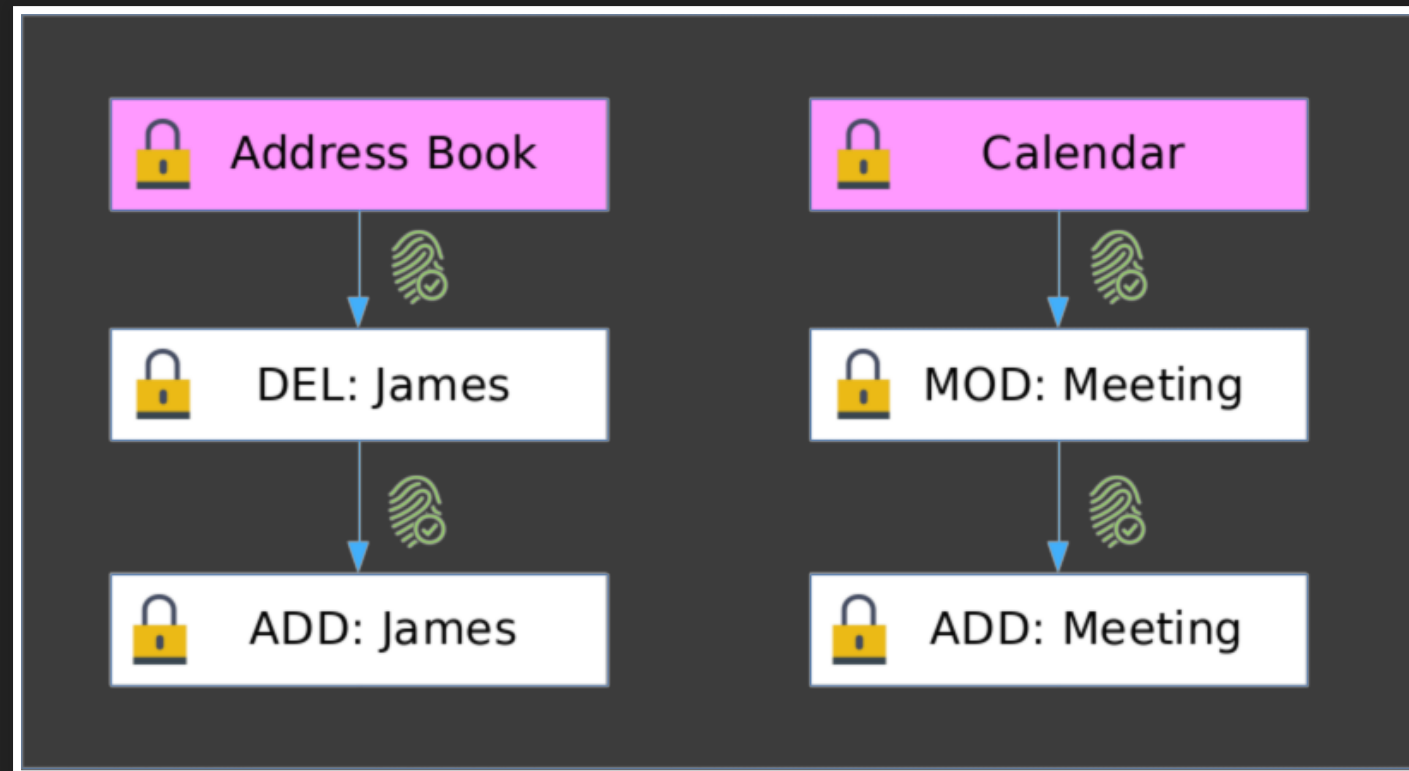 Address Book
Calendar
DEL: James
MOD: Meeting
ADD: James
ADD: Meeting